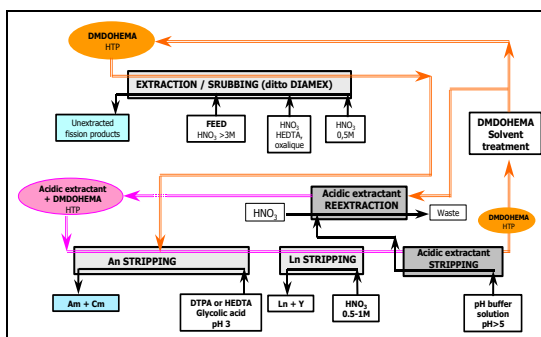 DMDOHEMA
HTP
EXTRACTION / SRUBBING (ditto DIAMEX)
Unextracted
fission products
FEED
HNO3 >3M
HNO3
HEDTA,
oxalique
HNO3
0,5M
DMDOHEMA
Solvent
treatment
Acidic extractant
+ DMDOHEMA
HTP
Acidic extractant
REEXTRACTION
HNO3
Waste
DMDOHEMA
HTP
An STRIPPING
Ln STRIPPING
Acidic extractant
STRIPPING
Am + Cm
DTPA or HEDTA
Glycolic acid
pH 3
Ln + Y
HNO3
0.5-1M
pH buffer
solution
pH>5